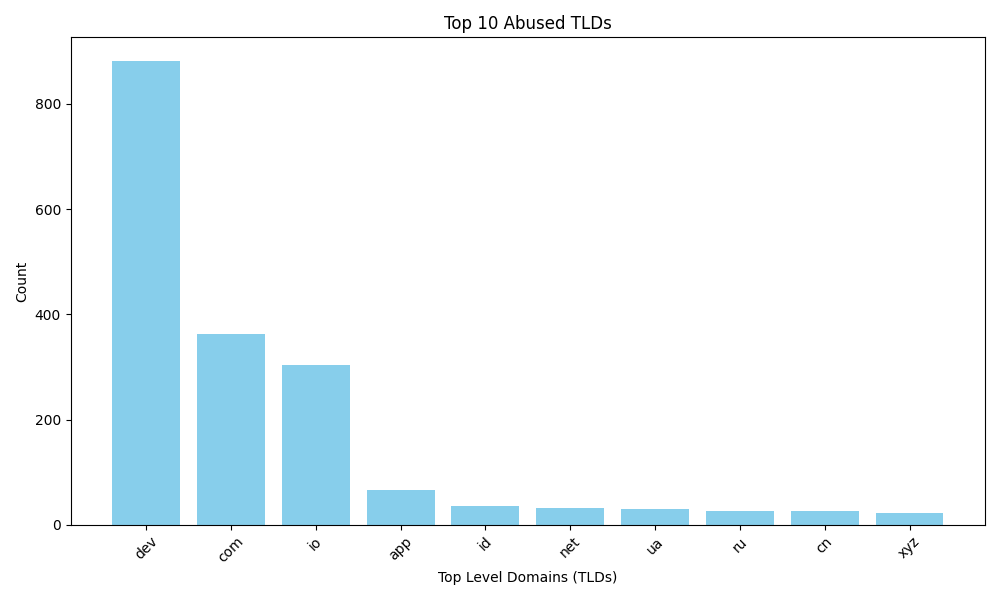 Top 10 Abused TLDs
Count
800
600
400
200
0
dev
com
io
app
id
net
ua
ru
cn
xyz
Top Level Domains (TLDs)